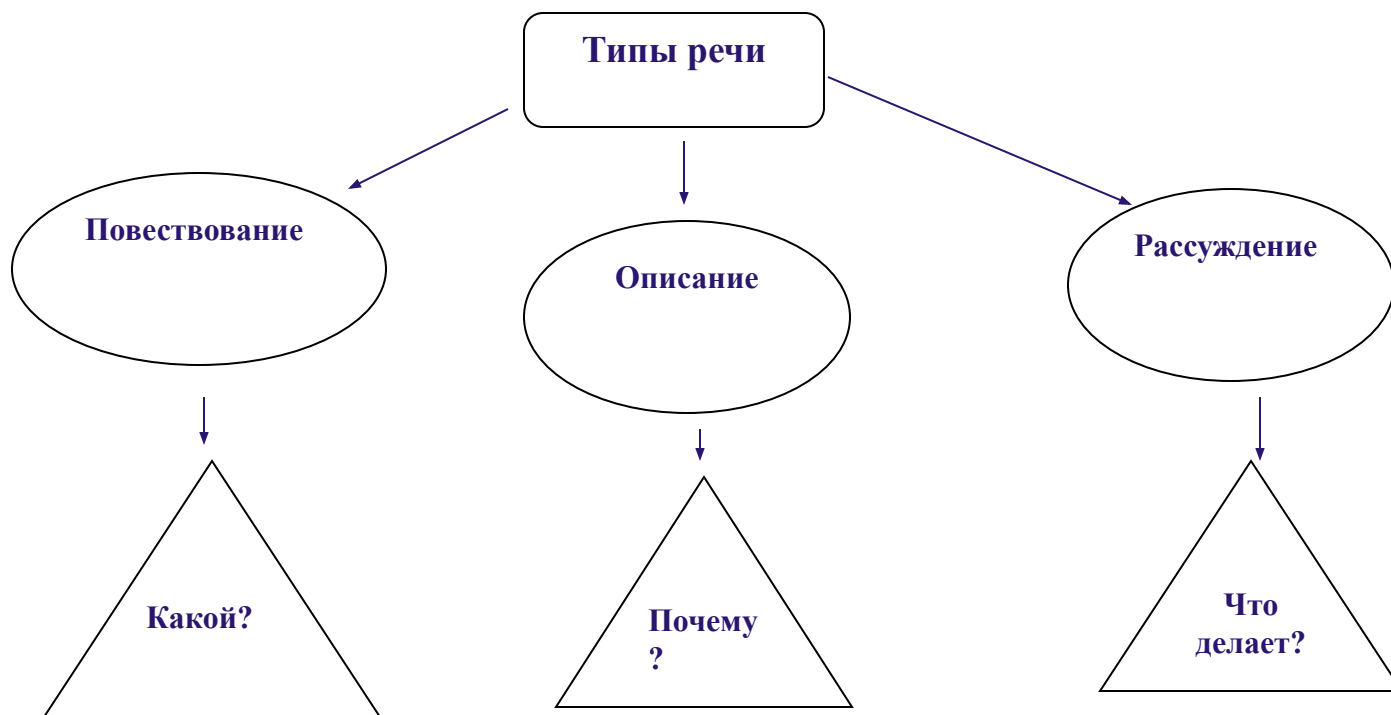 Типы речи
Повествование
Описание
Рассуждение
Какой?
Почему
?
Что
делает?